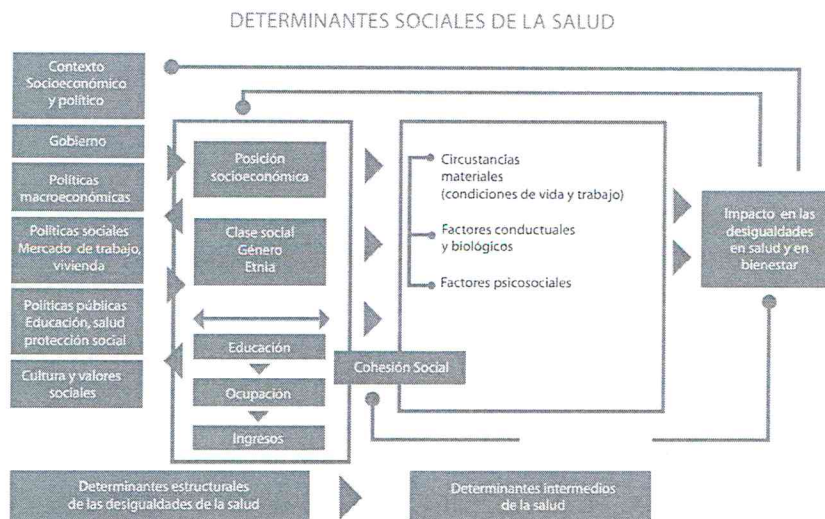 DETERMINANTES SOCIALES DE LA SALUD
Contexto
Socioeconómico
y político
Gobierno
Políticas
macroeconómicas
Políticas sociales
Mercado de trabajo,
vivienda
Políticas públicas
Educación, salud
protección social
Cultura y valores
sociales
Posición
socioeconómica
Clase social
Género
Etnia
Educación
Ocupación
Ingresos
Cohesión Social
Circustancias
materiales
(condiciones de vida y trabajo)
Factores conductuales
y biológicos
Factores psicosociales
Impacto en las
desigualdades
en salud y en
bienestar
Determinantes estructurales
de las desigualdades de la salud
Determinantes intermedios
de la salud